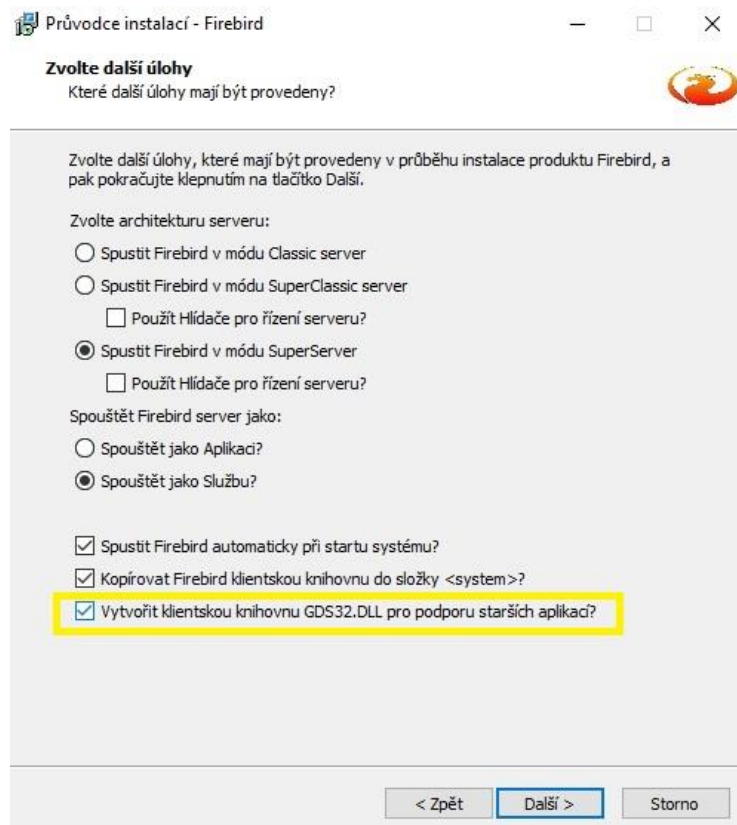 Průvodce instalací - Firebird
Zvolte další úlohy
Které další úlohy mají být provedeny?
Zvolte další úlohy, které mají být provedeny v průběhu instalace produktu Firebird, a
pak pokračujte klepnutím na tlačítko Další.
Zvolte architekturu serveru:
Spustit Firebird v módu Classic server
Spustit Firebird v módu SuperClassic server
Použít Hlídače pro řízení serveru?
Spustit Firebird v módu SuperServer
Použít Hlídače pro řízení serveru?
Spouštět Firebird server jako:
Spouštět jako Aplikaci?
Spouštět jako Službu?
Spustit Firebird automaticky při startu systému?
Kopírovat Firebird klientskou knihovnu do složky <system>?
Vytvořit klientskou knihovnu GDS32.DLL pro podporu starších aplikací?
< Zpět Další > Storno